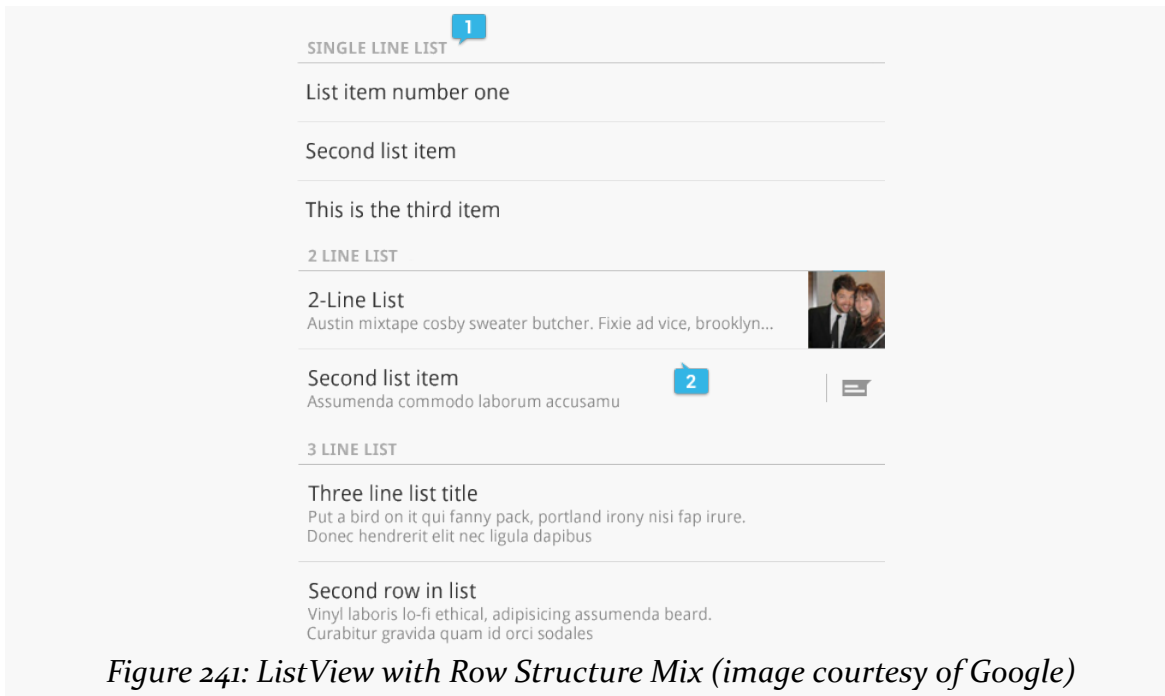 1
SINGLE LINE LIST
List item number one
Second list item
This is the third item
2 LINE LIST
2-Line List
Austin mixtape cosby sweater butcher. Fixie ad vice, brooklyn...
Second list item
2
Assumenda commodo laborum accusamu
3 LINE LIST
Three line list title
Put a bird on it qui fanny pack, portland irony nisi fap irure.
Donec hendrerit elit nec ligula dapibus
Second row in list
Vinyl laboris lo-fi ethical, adipisicing assumenda beard.
Curabitur gravida quam id orci sodales
Figure 241: ListView with Row Structure Mix (image courtesy of Google)